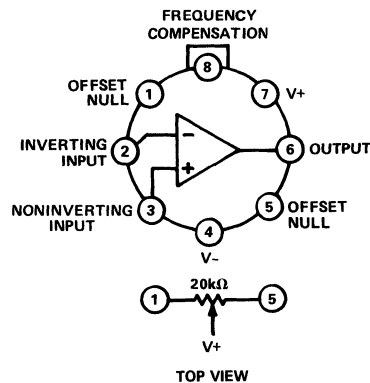 FREQUENCY
COMPENSATION
8
OFFSET
NULL
1
7
V+
INVERTING
INPUT
2
−
6
OUTPUT
+
NONINVERTING
INPUT
3
5
OFFSET
NULL
4
V−
20kΩ
1
5
V+
TOP VIEW